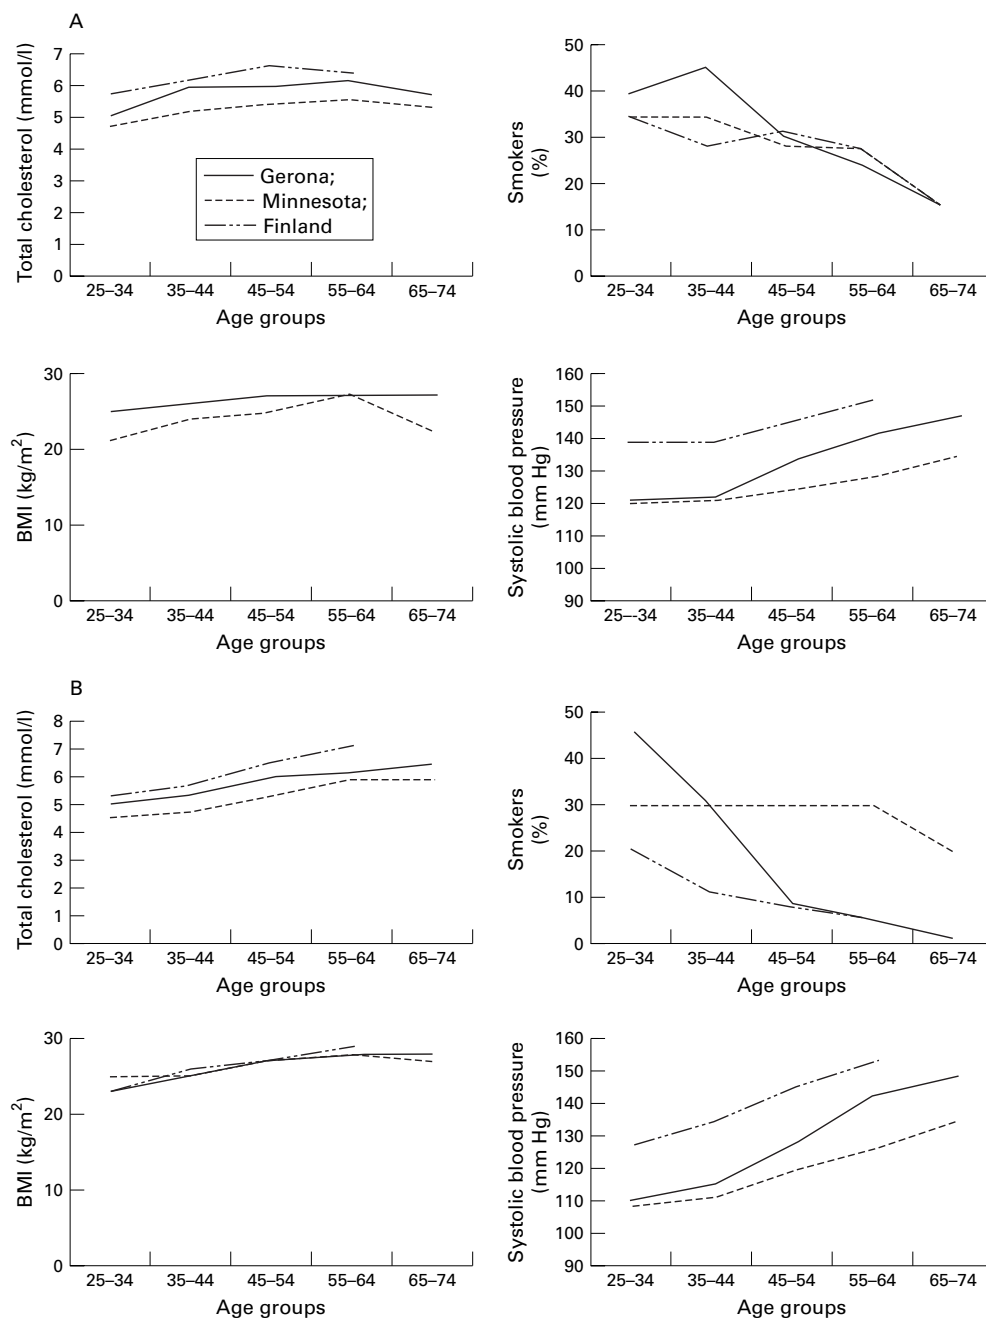 A
Total cholesterol (mmol/l)
7
6
5
4
3
2
1
0
Gerona;
Minnesota;
Finland
25–34 35–44 45–54 55–64 65–74
Age groups
Smokers
(%)
50
40
30
20
10
0
25–34 35–44 45–54 55–64 65–74
Age groups
BMI (kg/m²)
30
20
10
0
25–34 35–44 45–54 55–64 65–74
Age groups
Systolic blood pressure
(mm Hg)
160
150
140
130
120
110
100
90
25–-34 35–44 45–54 55–64 65–74
Age groups
B
Total cholesterol (mmol/l)
8
7
6
5
4
3
2
1
0
25–34 35–44 45–54 55–64 65–74
Age groups
Smokers
(%)
50
40
30
20
10
0
25–34 35–44 45–54 55–64 65–74
Age groups
BMI (kg/m²)
30
20
10
0
25–34 35–44 45–54 55–64 65–74
Age groups
Systolic blood pressure
(mm Hg)
160
150
140
130
120
110
100
90
25–34 35–44 45–54 55–64 65–74
Age groups